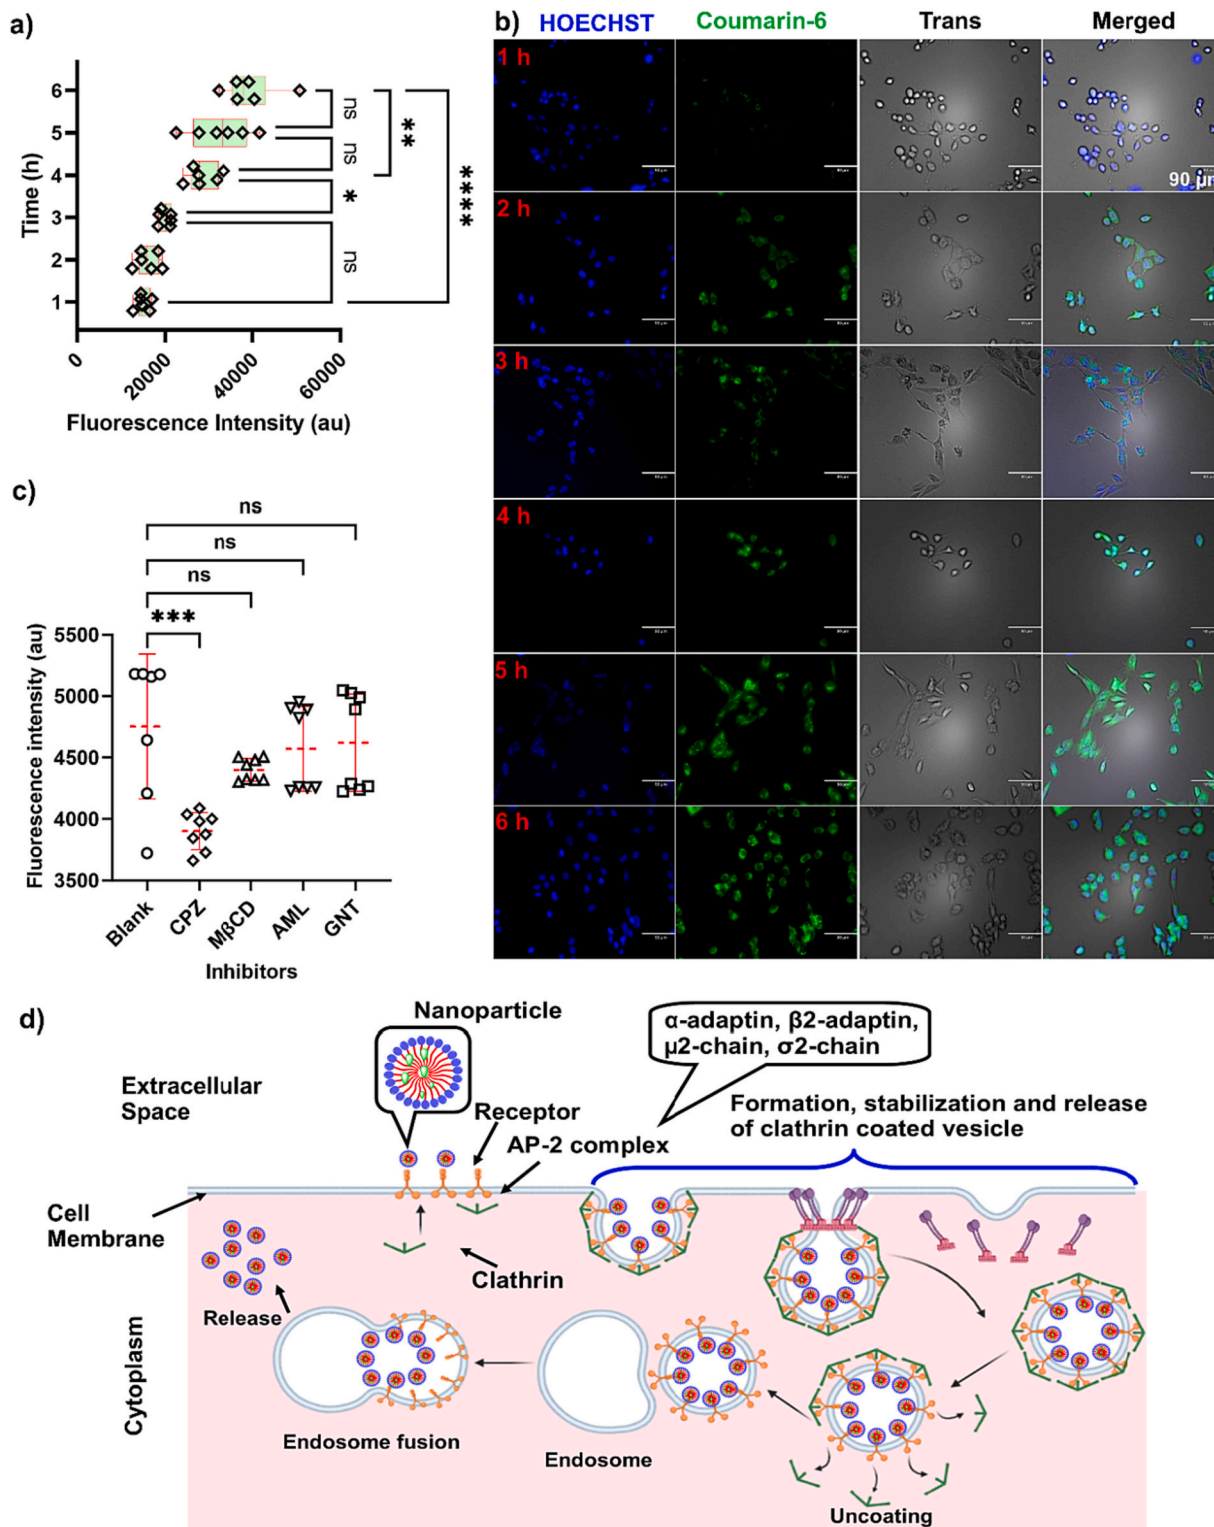 a)
6
5
4
3
2
1
Time (h)
ns
ns
*
ns
**
****
0
20000
40000
60000
Fluorescence Intensity (au)
b)
HOECHST
Coumarin-6
Trans
Merged
1 h
90 µm
2 h
3 h
4 h
5 h
6 h
c)
ns
ns
ns
***
5500
5000
4500
4000
3500
Fluorescence intensity (au)
Blank
CPZ
MβCD
AML
GNT
Inhibitors
d)
Nanoparticle
α-adaptin, β2-adaptin,
µ2-chain, σ2-chain
Extracellular
Space
Receptor
AP-2 complex
Formation, stabilization and release
of clathrin coated vesicle
Cell
Membrane
Clathrin
Release
Cytoplasm
Endosome fusion
Endosome
Uncoating